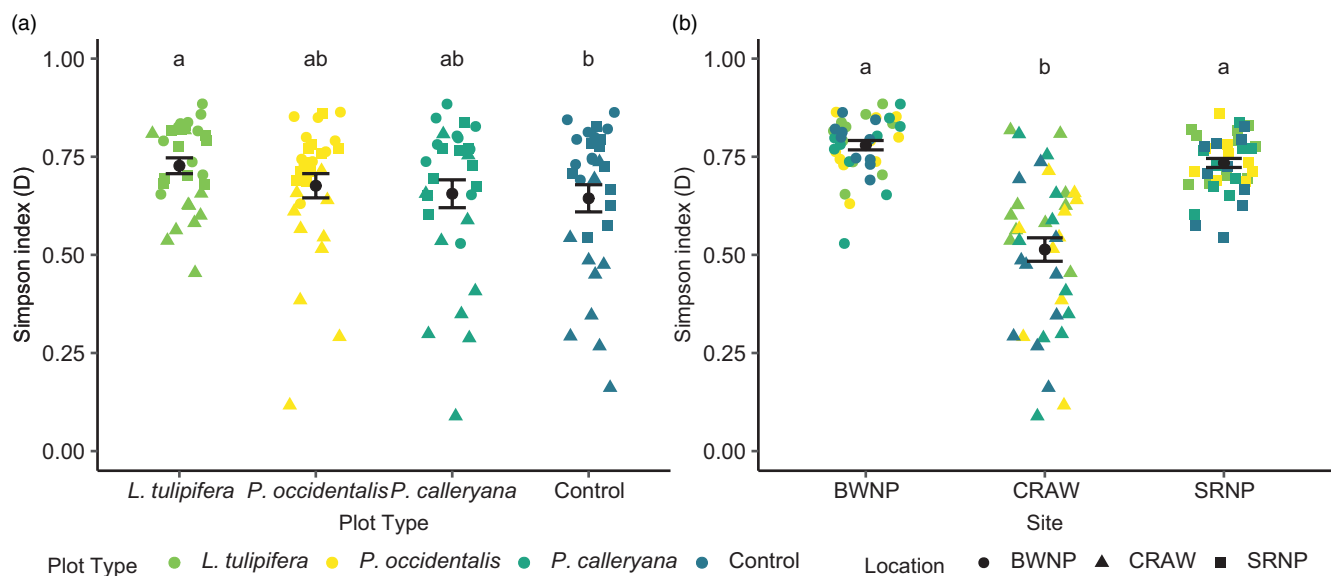 (a)
(b)
1.00
0.75
0.50
0.25
0.00
Simpson index (D)
a ab ab b
L. tulipifera P. occidentalis P. calleryana Control
Plot Type
1.00
0.75
0.50
0.25
0.00
Simpson index (D)
a b a
BWNP CRAW SRNP
Site
Plot Type L. tulipifera P. occidentalis P. calleryana Control Location BWNP CRAW SRNP